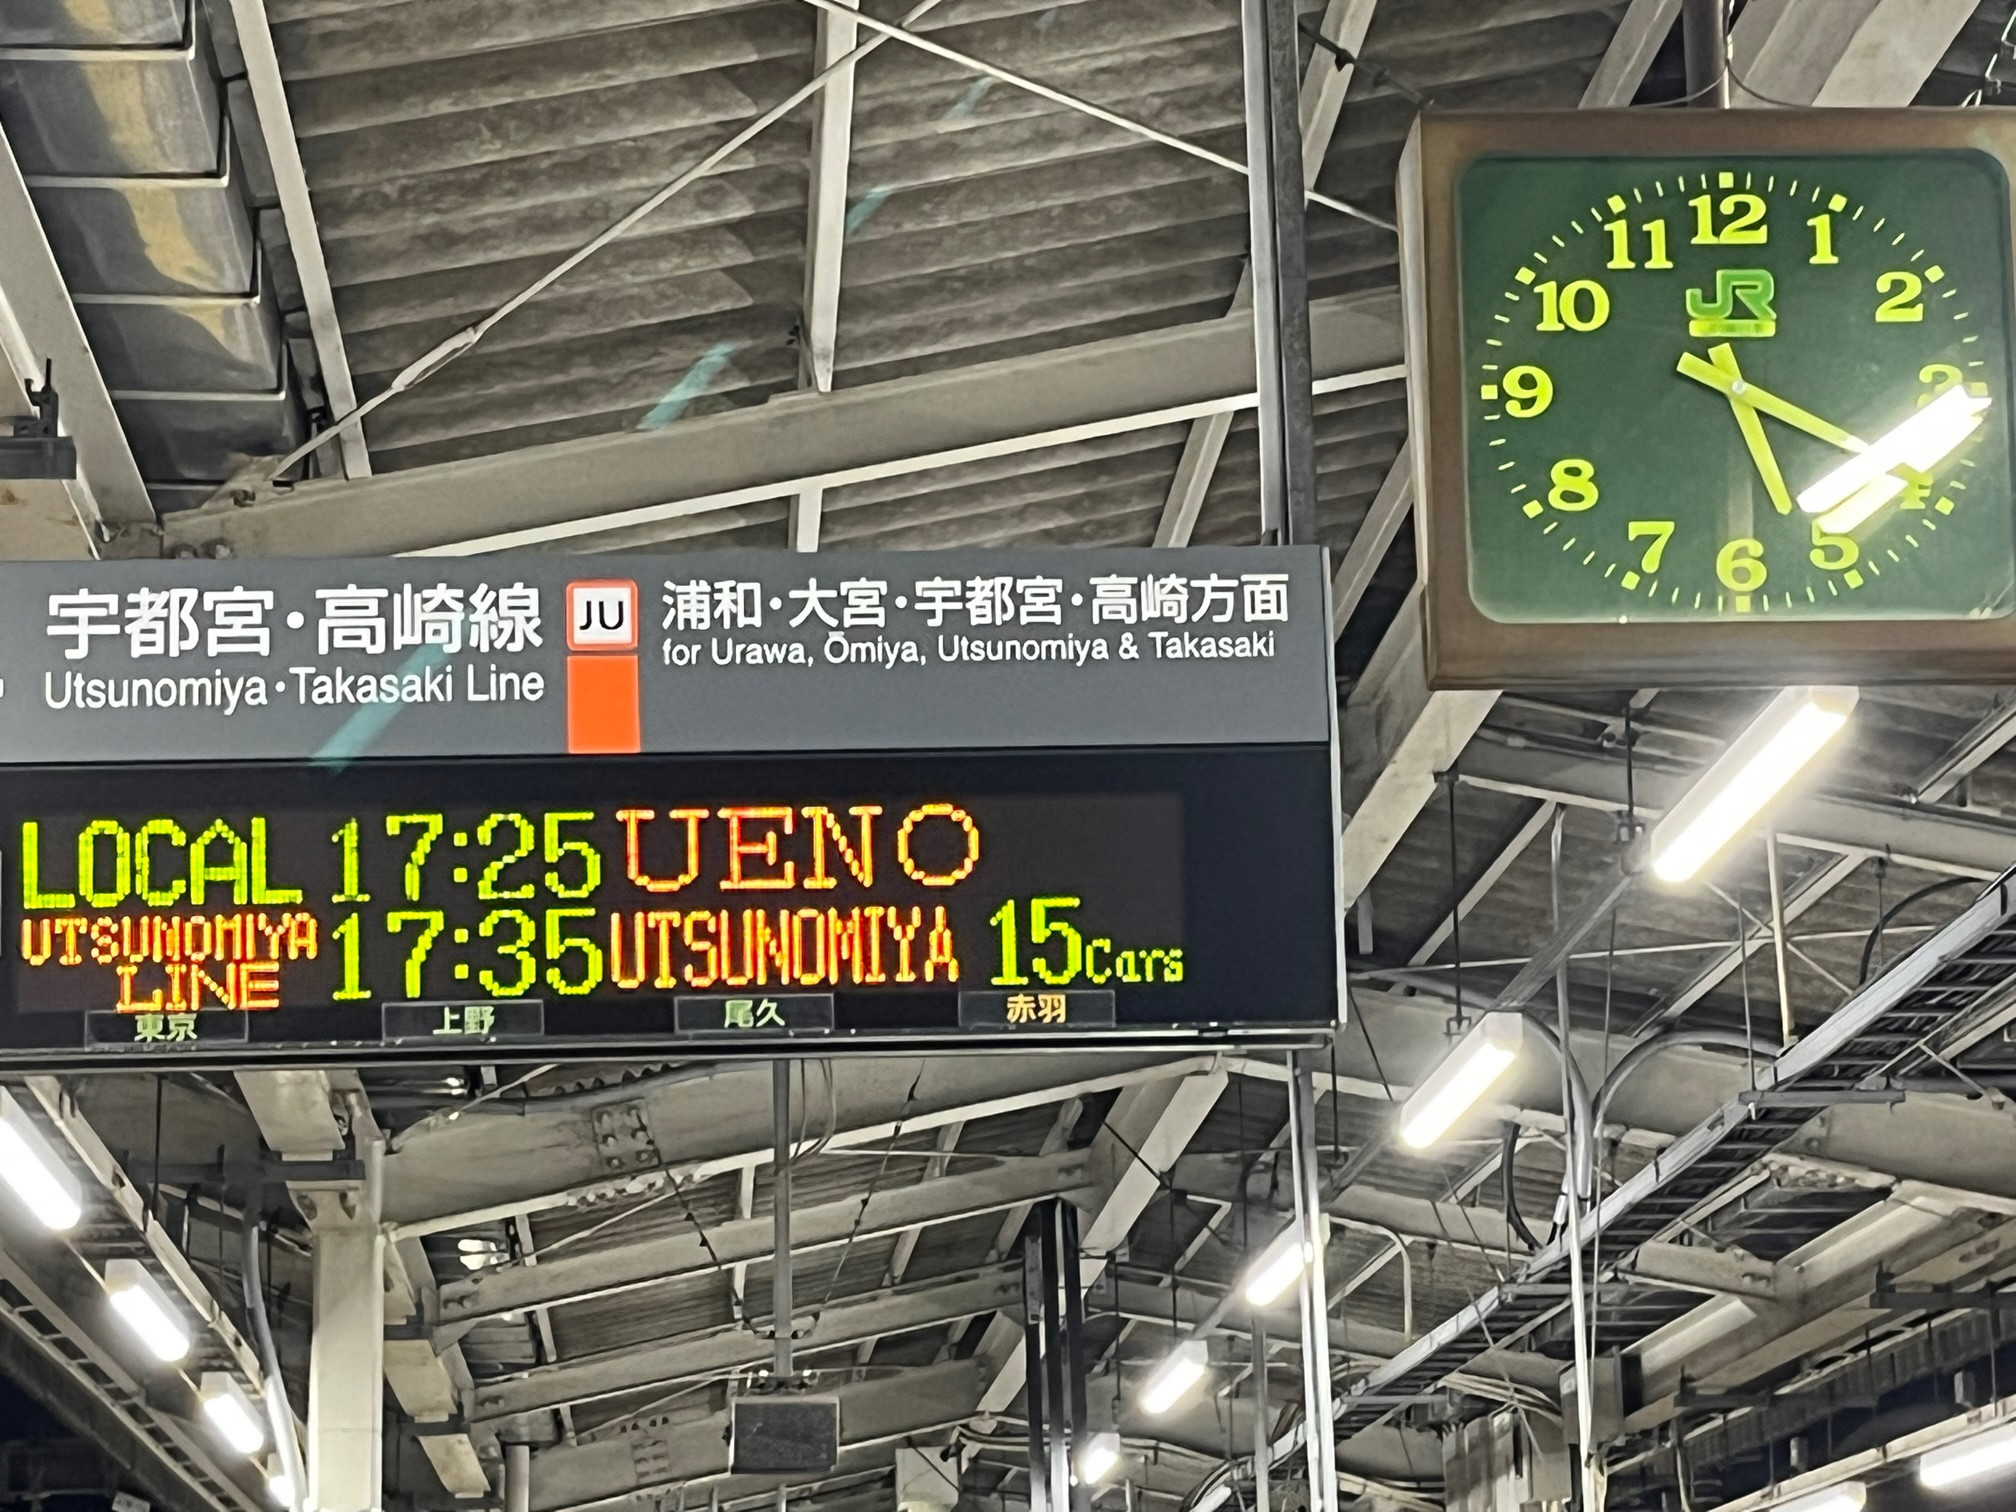 宇都宮・高崎線
Utsunomiya・Takasaki Line
JU
浦和・大宮・宇都宮・高崎方面
for Urawa, Ōmiya, Utsunomiya & Takasaki
LOCAL 17:25 UENO
UTSUNOMIYA LINE 17:35 UTSUNOMIYA 15Cars
東京 上野 尾久 赤羽
12
1
2
3
4
5
6
7
8
9
10
11
JR